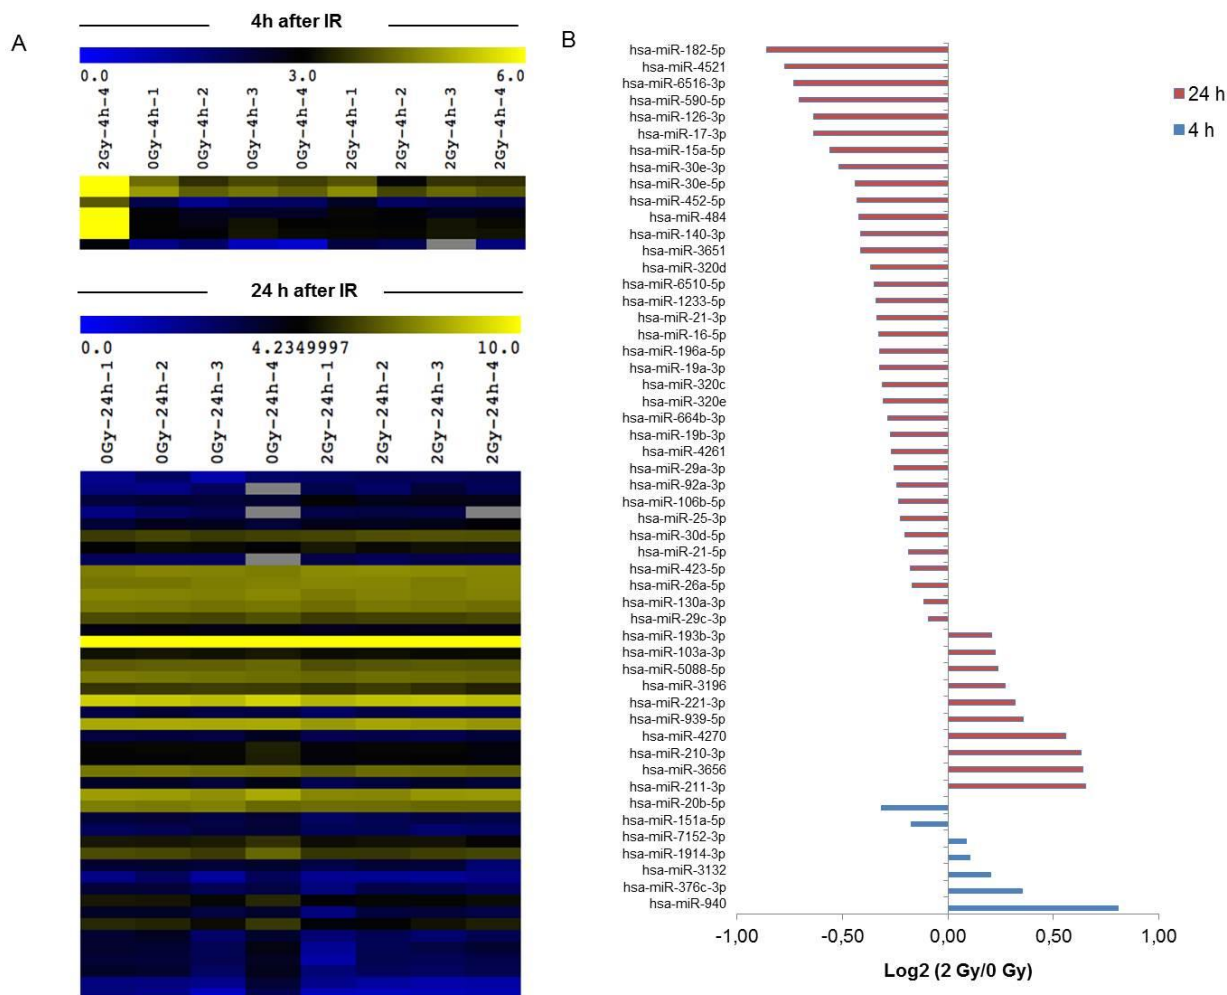 A
4h after IR
0.0 3.0 6.0
2Gy-4h-4
0Gy-4h-1
0Gy-4h-2
0Gy-4h-3
0Gy-4h-4
2Gy-4h-1
2Gy-4h-2
2Gy-4h-3
2Gy-4h-4
24 h after IR
0.0 4.2349997 10.0
0Gy-24h-1
0Gy-24h-2
0Gy-24h-3
0Gy-24h-4
2Gy-24h-1
2Gy-24h-2
2Gy-24h-3
2Gy-24h-4
B
hsa-miR-182-5p
hsa-miR-4521
hsa-miR-6516-3p
hsa-miR-590-5p
hsa-miR-126-3p
hsa-miR-17-3p
hsa-miR-15a-5p
hsa-miR-30e-3p
hsa-miR-30e-5p
hsa-miR-452-5p
hsa-miR-484
hsa-miR-140-3p
hsa-miR-3651
hsa-miR-320d
hsa-miR-6510-5p
hsa-miR-1233-5p
hsa-miR-21-3p
hsa-miR-16-5p
hsa-miR-196a-5p
hsa-miR-19a-3p
hsa-miR-320c
hsa-miR-320e
hsa-miR-664b-3p
hsa-miR-19b-3p
hsa-miR-4261
hsa-miR-29a-3p
hsa-miR-92a-3p
hsa-miR-106b-5p
hsa-miR-25-3p
hsa-miR-30d-5p
hsa-miR-21-5p
hsa-miR-423-5p
hsa-miR-26a-5p
hsa-miR-130a-3p
hsa-miR-29c-3p
hsa-miR-193b-3p
hsa-miR-103a-3p
hsa-miR-5088-5p
hsa-miR-3196
hsa-miR-221-3p
hsa-miR-939-5p
hsa-miR-4270
hsa-miR-210-3p
hsa-miR-3656
hsa-miR-211-3p
hsa-miR-20b-5p
hsa-miR-151a-5p
hsa-miR-7152-3p
hsa-miR-1914-3p
hsa-miR-3132
hsa-miR-376c-3p
hsa-miR-940
24 h
4 h
-1,00 -0,50 0,00 0,50 1,00
Log2 (2 Gy/0 Gy)